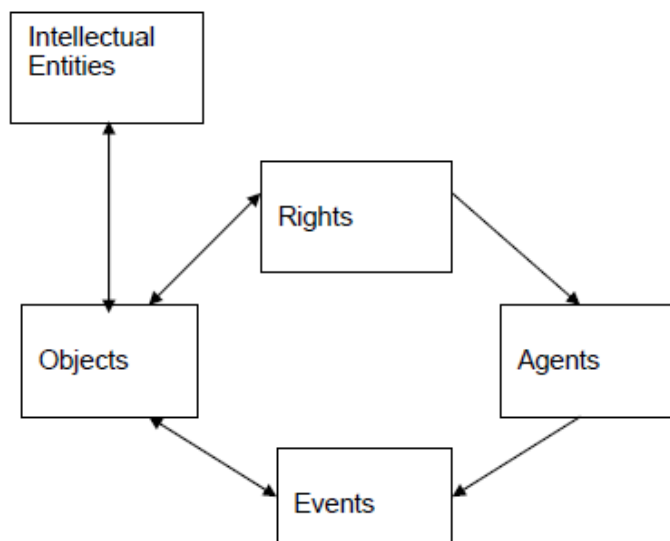 Intellectual
Entities
Rights
Objects
Agents
Events